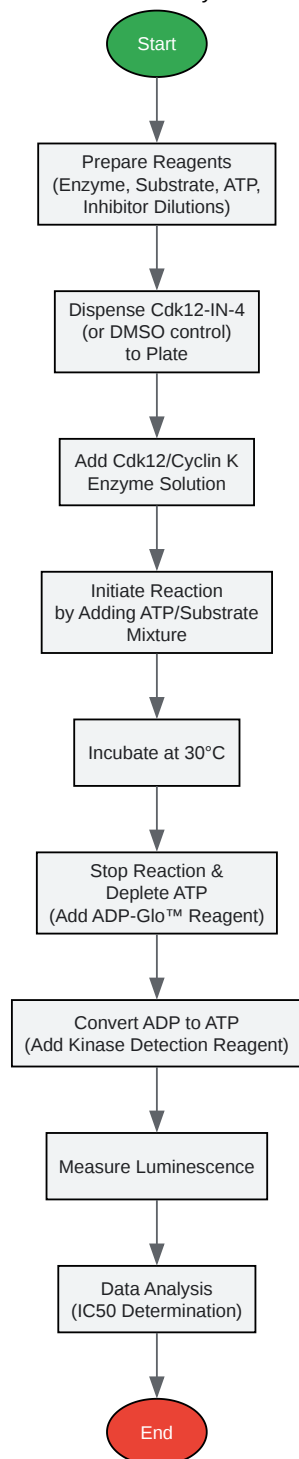 Start
Prepare Reagents
(Enzyme, Substrate, ATP,
Inhibitor Dilutions)
Dispense Cdk12-IN-4
(or DMSO control)
to Plate
Add Cdk12/Cyclin K
Enzyme Solution
Initiate Reaction
by Adding ATP/Substrate
Mixture
Incubate at 30°C
Stop Reaction &
Deplete ATP
(Add ADP-Glo™ Reagent)
Convert ADP to ATP
(Add Kinase Detection Reagent)
Measure Luminescence
Data Analysis
(IC50 Determination)
End